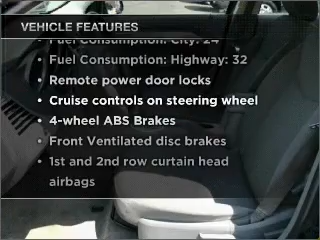 VEHICLE FEATURES
• Fuel Consumption: City: 24
• Fuel Consumption: Highway: 32
• Remote power door locks
• Cruise controls on steering wheel
• 4-wheel ABS Brakes
• Front Ventilated disc brakes
• 1st and 2nd row curtain head
airbags